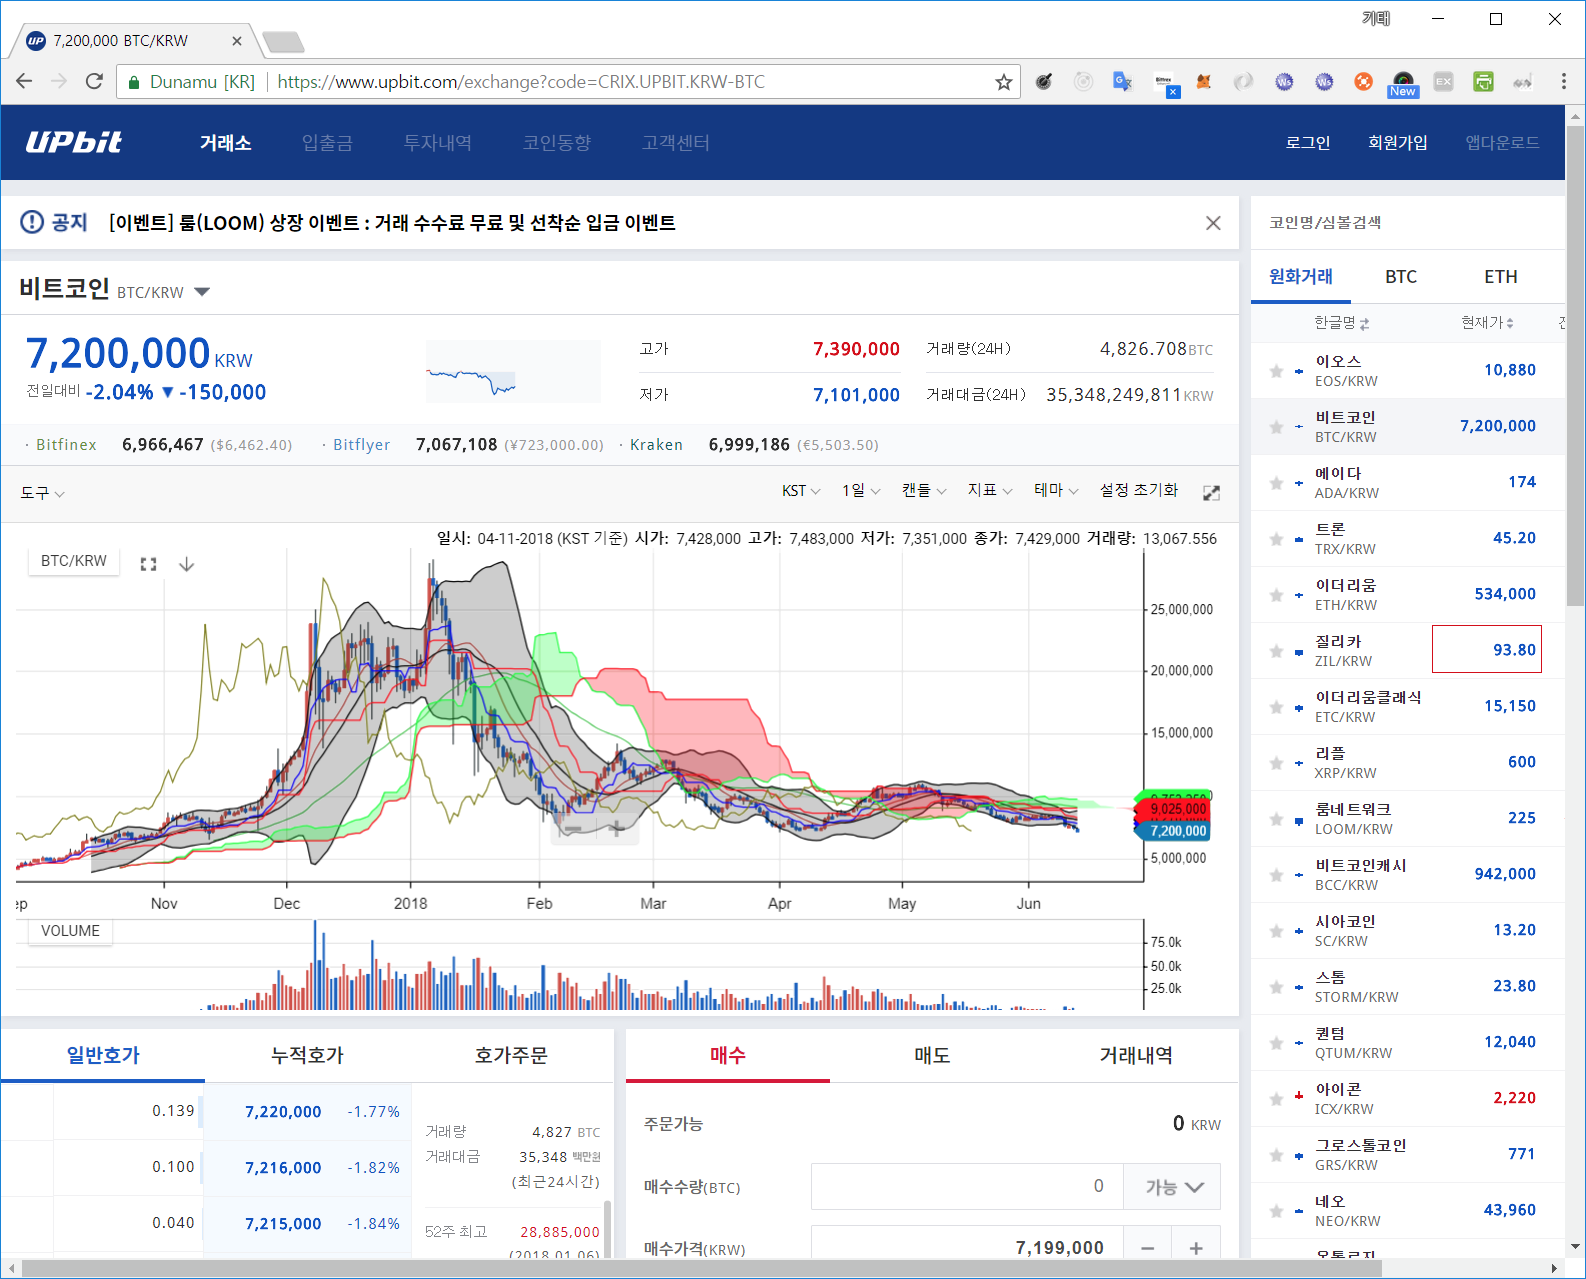 기태
UP 7,200,000 BTC/KRW
Dunamu [KR] https://www.upbit.com/exchange?code=CRIX.UPBIT.KRW-BTC
New
EX
UPbit 거래소 입출금 투자내역 코인동향 고객센터 로그인 회원가입 앱다운로드
공지 [이벤트] 룸(LOOM) 상장 이벤트 : 거래 수수료 무료 및 선착순 입금 이벤트
비트코인 BTC/KRW
7,200,000 KRW
전일대비 -2.04% ▼ -150,000
고가 7,390,000
거래량(24H) 4,826.708 BTC
저가 7,101,000
거래대금(24H) 35,348,249,811 KRW
· Bitfinex 6,966,467 ($6,462.40) · Bitflyer 7,067,108 (¥723,000.00) · Kraken 6,999,186 (€5,503.50)
도구 KST 1일 캔들 지표 테마 설정 초기화
일시: 04-11-2018 (KST 기준) 시가: 7,428,000 고가: 7,483,000 저가: 7,351,000 종가: 7,429,000 거래량: 13,067.556
BTC/KRW
25,000,000
20,000,000
15,000,000
9,025,000
7,200,000
5,000,000
Nov Dec 2018 Feb Mar Apr May Jun
VOLUME
75.0k
50.0k
25.0k
일반호가 누적호가 호가주문
0.139 7,220,000 -1.77%
0.100 7,216,000 -1.82%
0.040 7,215,000 -1.84%
거래량 4,827 BTC
거래대금 35,348 백만원
(최근24시간)
52주 최고 28,885,000
(2018.01.06)
매수 매도 거래내역
주문가능 0 KRW
매수수량(BTC) 0 가능
매수가격(KRW) 7,199,000 − +
코인명/심볼검색
원화거래 BTC ETH
한글명 현재가
이오스 10,880
EOS/KRW
비트코인 7,200,000
BTC/KRW
에이다 174
ADA/KRW
트론 45.20
TRX/KRW
이더리움 534,000
ETH/KRW
질리카 93.80
ZIL/KRW
이더리움클래식 15,150
ETC/KRW
리플 600
XRP/KRW
룸네트워크 225
LOOM/KRW
비트코인캐시 942,000
BCC/KRW
시아코인 13.20
SC/KRW
스톰 23.80
STORM/KRW
퀀텀 12,040
QTUM/KRW
아이콘 2,220
ICX/KRW
그로스톨코인 771
GRS/KRW
네오 43,960
NEO/KRW